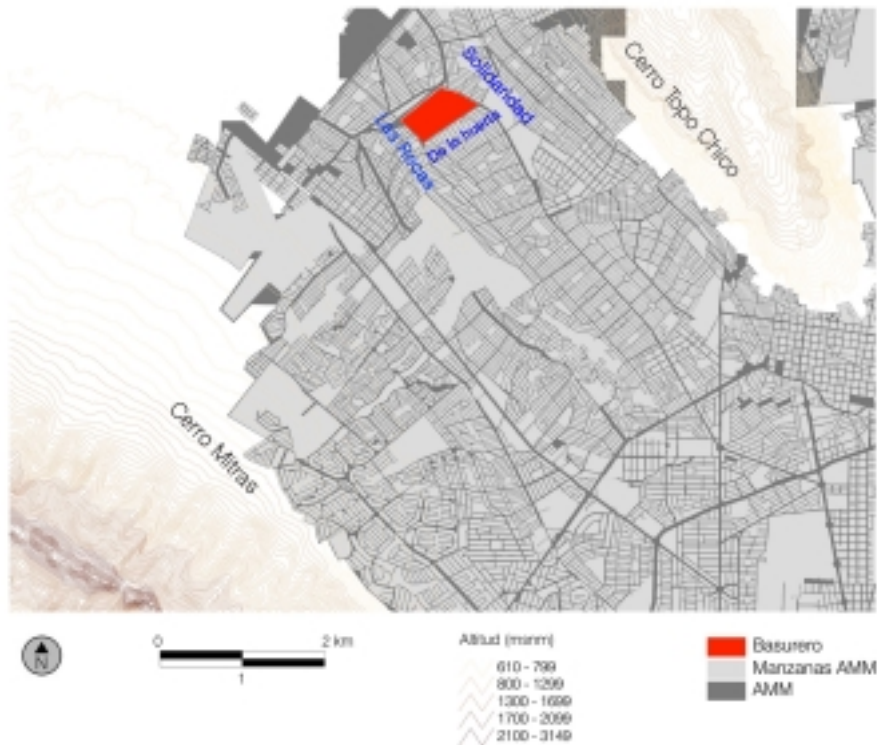 Solidaridad
Las Rocas
De la huerta
Cerro Topo Chico
Cerro Mitras
N
0 2 km
1
Altitud (msnm)
610 - 799
800 - 1299
1300 - 1699
1700 - 2099
2100 - 3149
Basurero
Manzanas AMM
AMM